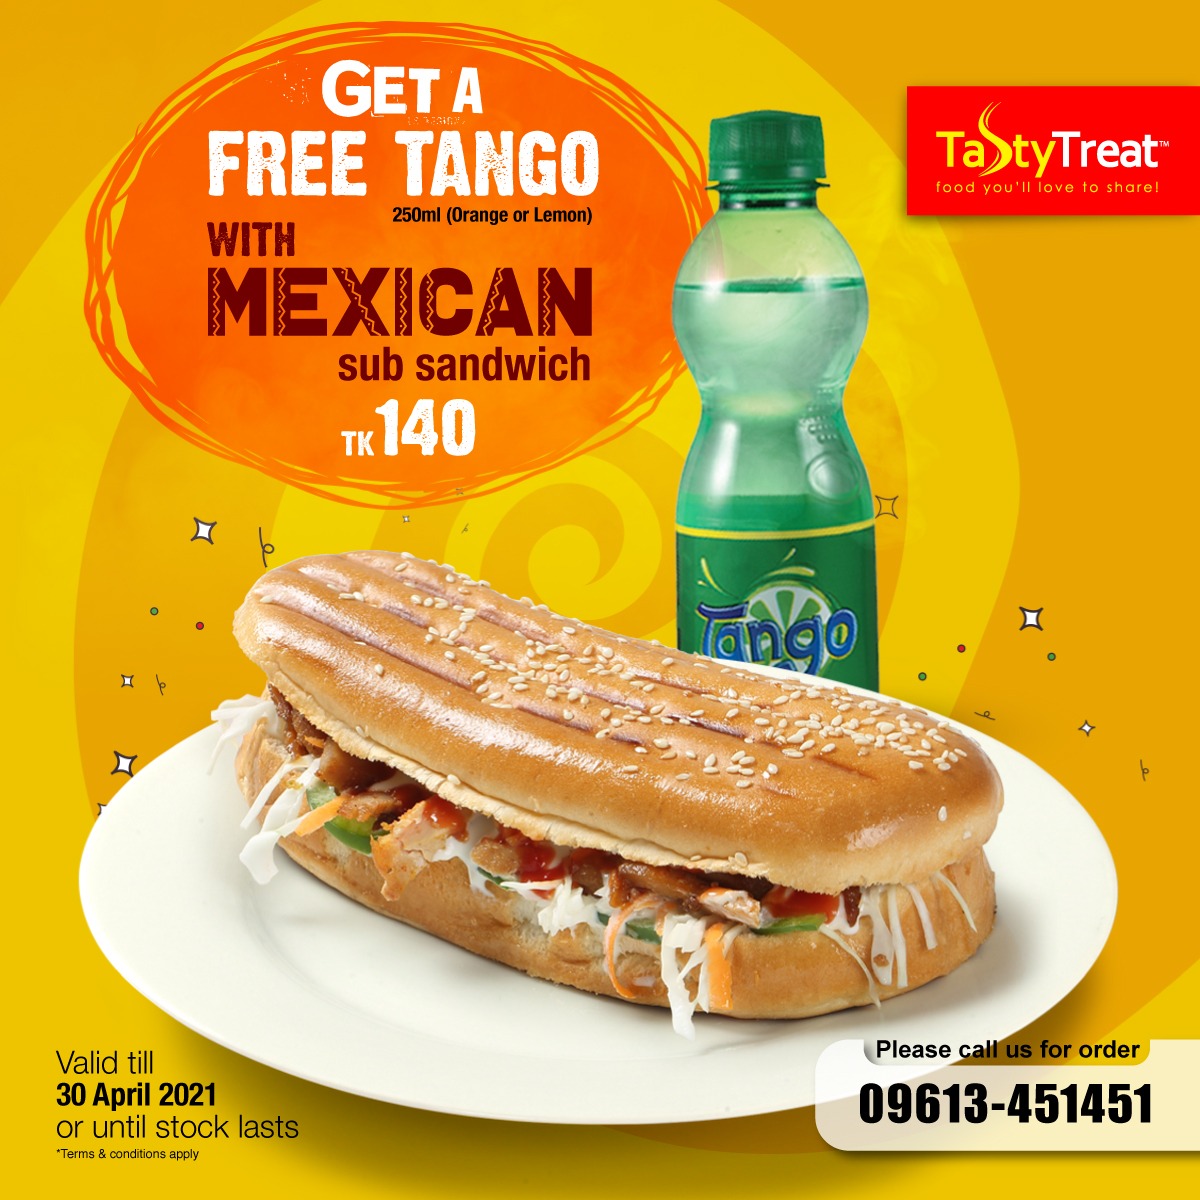 GET A
FREE TANGO
250ml (Orange or Lemon)
WITH
MEXICAN
sub sandwich
TK 140
TastyTreat™
food you'll love to share!
Tango
Valid till
30 April 2021
or until stock lasts
*Terms & conditions apply
Please call us for order
09613-451451